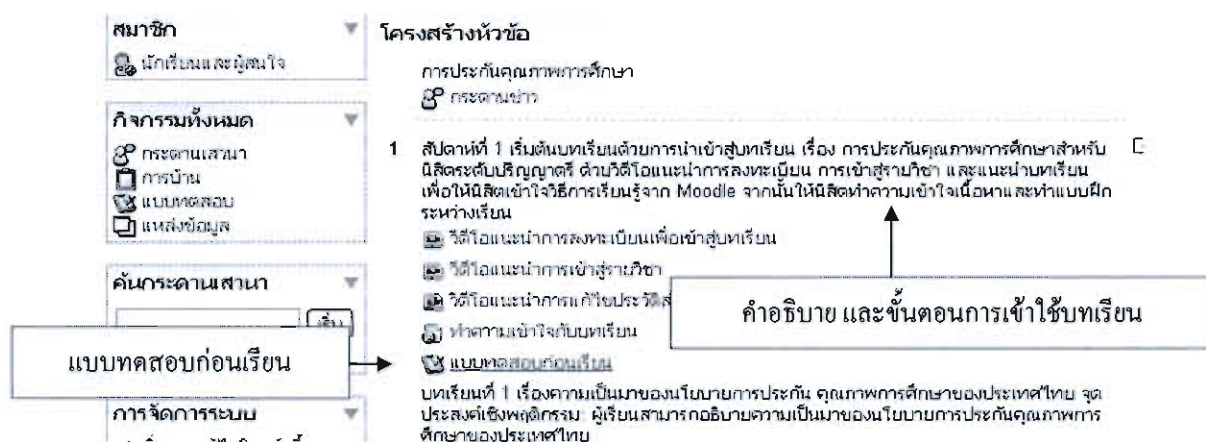 สมาชิก
นักเรียนและผู้สนใจ
กิจกรรมทั้งหมด
กระดานเสวนา
การบ้าน
แบบทดสอบ
แหล่งข้อมูล
ค้นกระดานเสวนา
เริ่ม
แบบทดสอบก่อนเรียน
การจัดการระบบ
โครงสร้างหัวข้อ
การประกันคุณภาพการศึกษา
กระดานข่าว
1 สัปดาห์ที่ 1 เริ่มต้นบทเรียนด้วยการนำเข้าสู่บทเรียน เรื่อง การประกันคุณภาพการศึกษาสำหรับ
นิสิตระดับปริญญาตรี ด้วยวิดีโอแนะนำการลงทะเบียน การเข้าสู่รายวิชา และแนะนำบทเรียน
เพื่อให้นิสิตเข้าใจวิธีการเรียนรู้จาก Moodle จากนั้นให้นิสิตทำความเข้าใจเนื้อหาและทำแบบฝึก
ระหว่างเรียน
วิดีโอแนะนำการลงทะเบียนเพื่อเข้าสู่บทเรียน
วิดีโอแนะนำการเข้าสู่รายวิชา
วิดีโอแนะนำการแก้ไขประวัติส่
คำอธิบาย และขั้นตอนการเข้าใช้บทเรียน
ทำความเข้าใจกับบทเรียน
แบบทดสอบก่อนเรียน
บทเรียนที่ 1 เรื่องความเป็นมาของนโยบายการประกัน คุณภาพการศึกษาของประเทศไทย จุด
ประสงค์เชิงพฤติกรรม: ผู้เรียนสามารถอธิบายความเป็นมาของนโยบายการประกันคุณภาพการ
ศึกษาของประเทศไทย